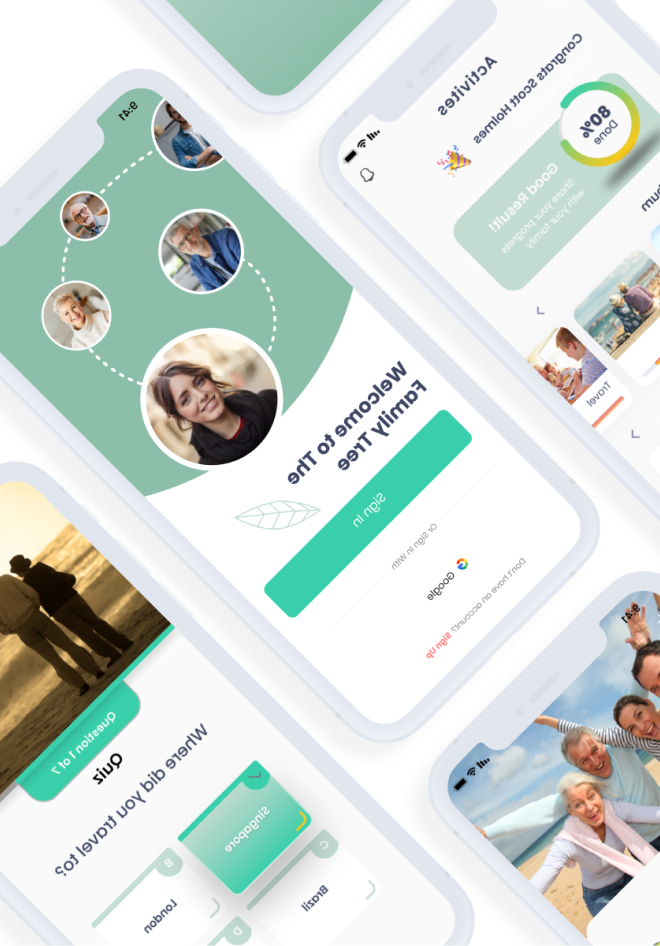 9:41
Welcome to The
Family Tree
Sign in
Or Sign in With
Google
Don't have an account? Sign up
Activites
Congrats Scott Holmes
80%
Done
Good Result!
Share your progress
with your family
Travel
Question 1 of 7
Quiz
Where did you travel to?
Singapore
B
London
C
Brazil
D
9:41